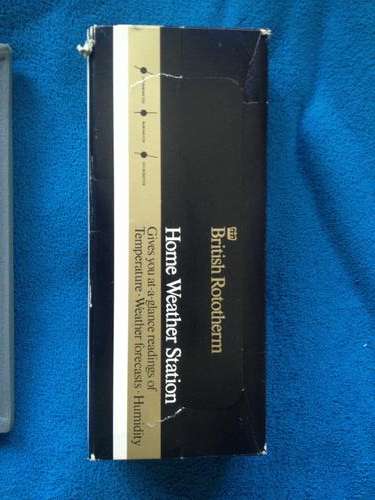 British Rototherm
Home Weather Station
Gives you at-a-glance readings of
Temperature · Weather forecasts · Humidity